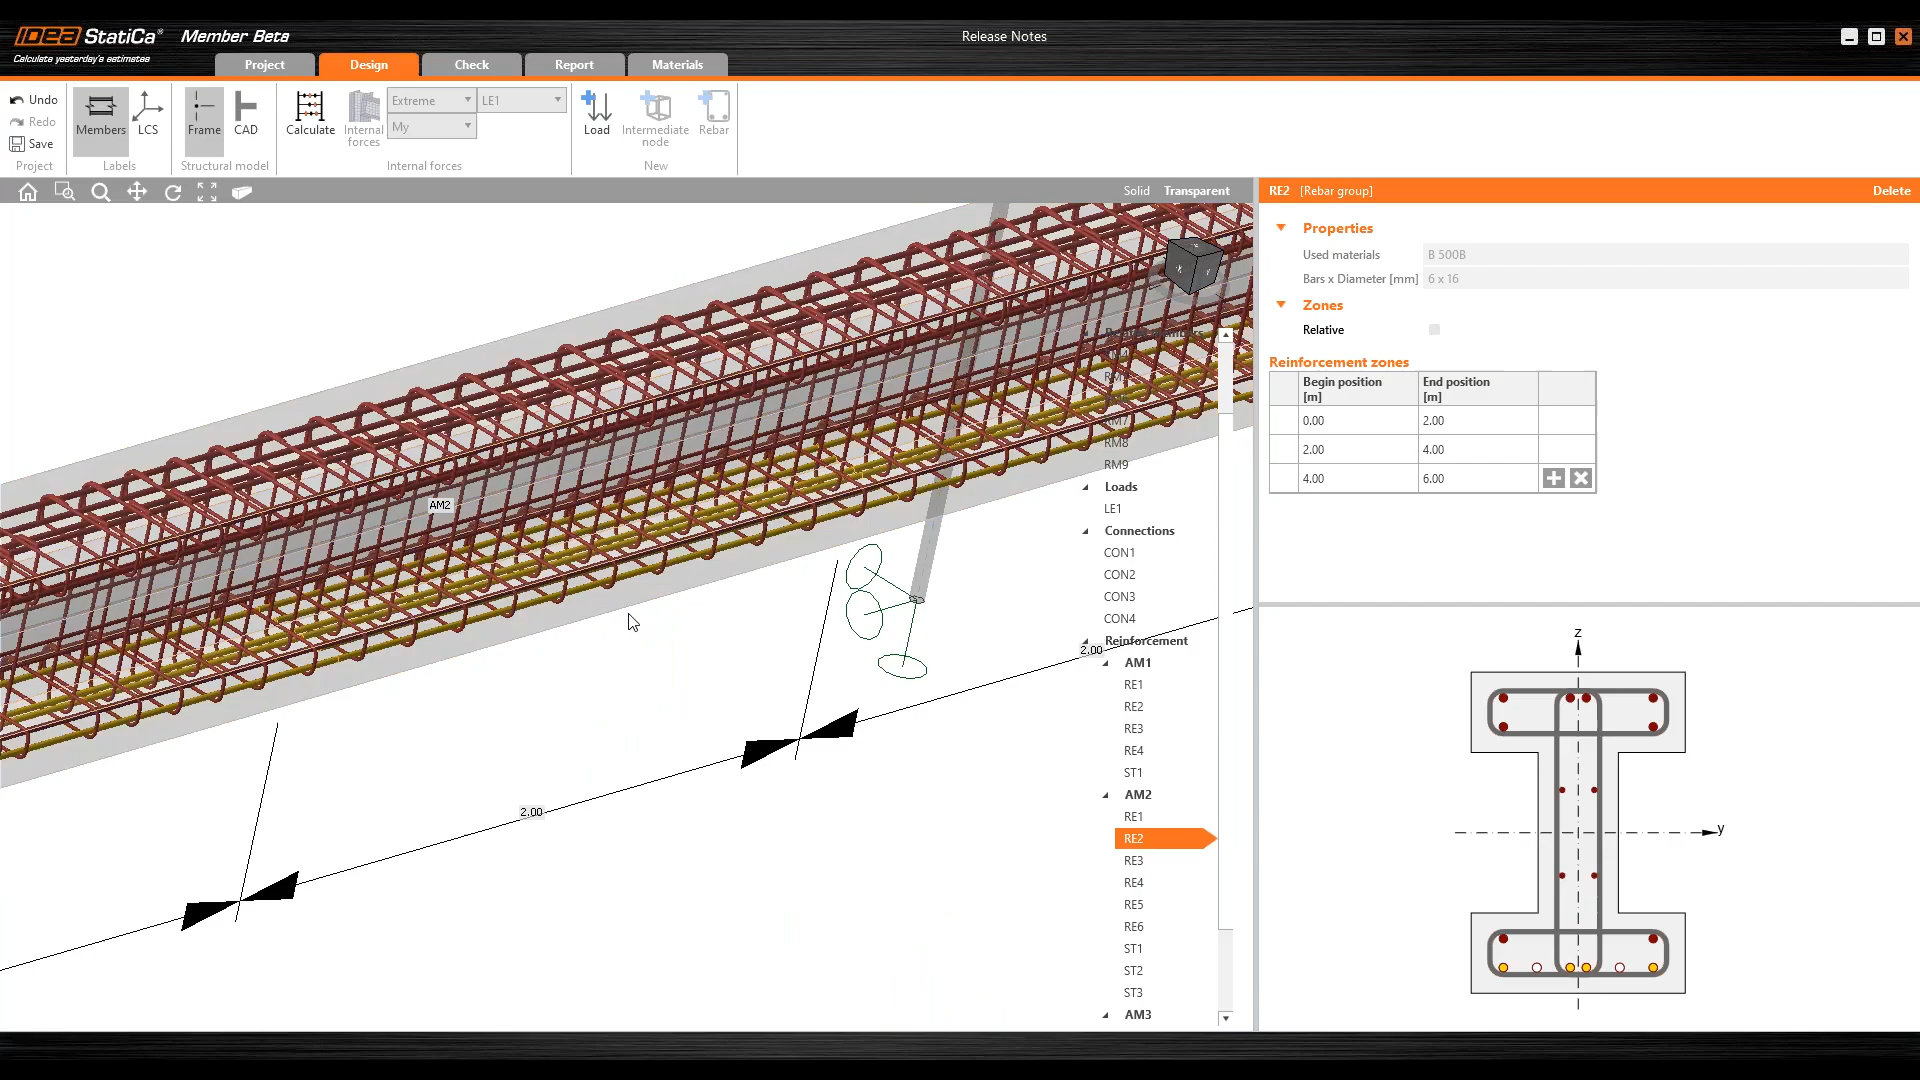 IDEA StatiCa® Member Beta
Calculate yesterday's estimates
Release Notes
Project
Design
Check
Report
Materials
Undo
Redo
Save
Project
Members
LCS
Labels
Frame
CAD
Structural model
Calculate
Internal forces
Extreme
LE1
My
Internal forces
Load
Intermediate node
Rebar
New
Solid
Transparent
RE2 [Rebar group]
Delete
Properties
Used materials
B 500B
Bars x Diameter [mm]
6 x 16
Zones
Relative
Reinforcement zones
Begin position [m]
End position [m]
0.00
2.00
2.00
4.00
4.00
6.00
AM2
2.00
2.00
RM7
RM8
RM9
Loads
LE1
Connections
CON1
CON2
CON3
CON4
Reinforcement
AM1
RE1
RE2
RE3
RE4
ST1
AM2
RE1
RE2
RE3
RE4
RE5
RE6
ST1
ST2
ST3
AM3
z
y